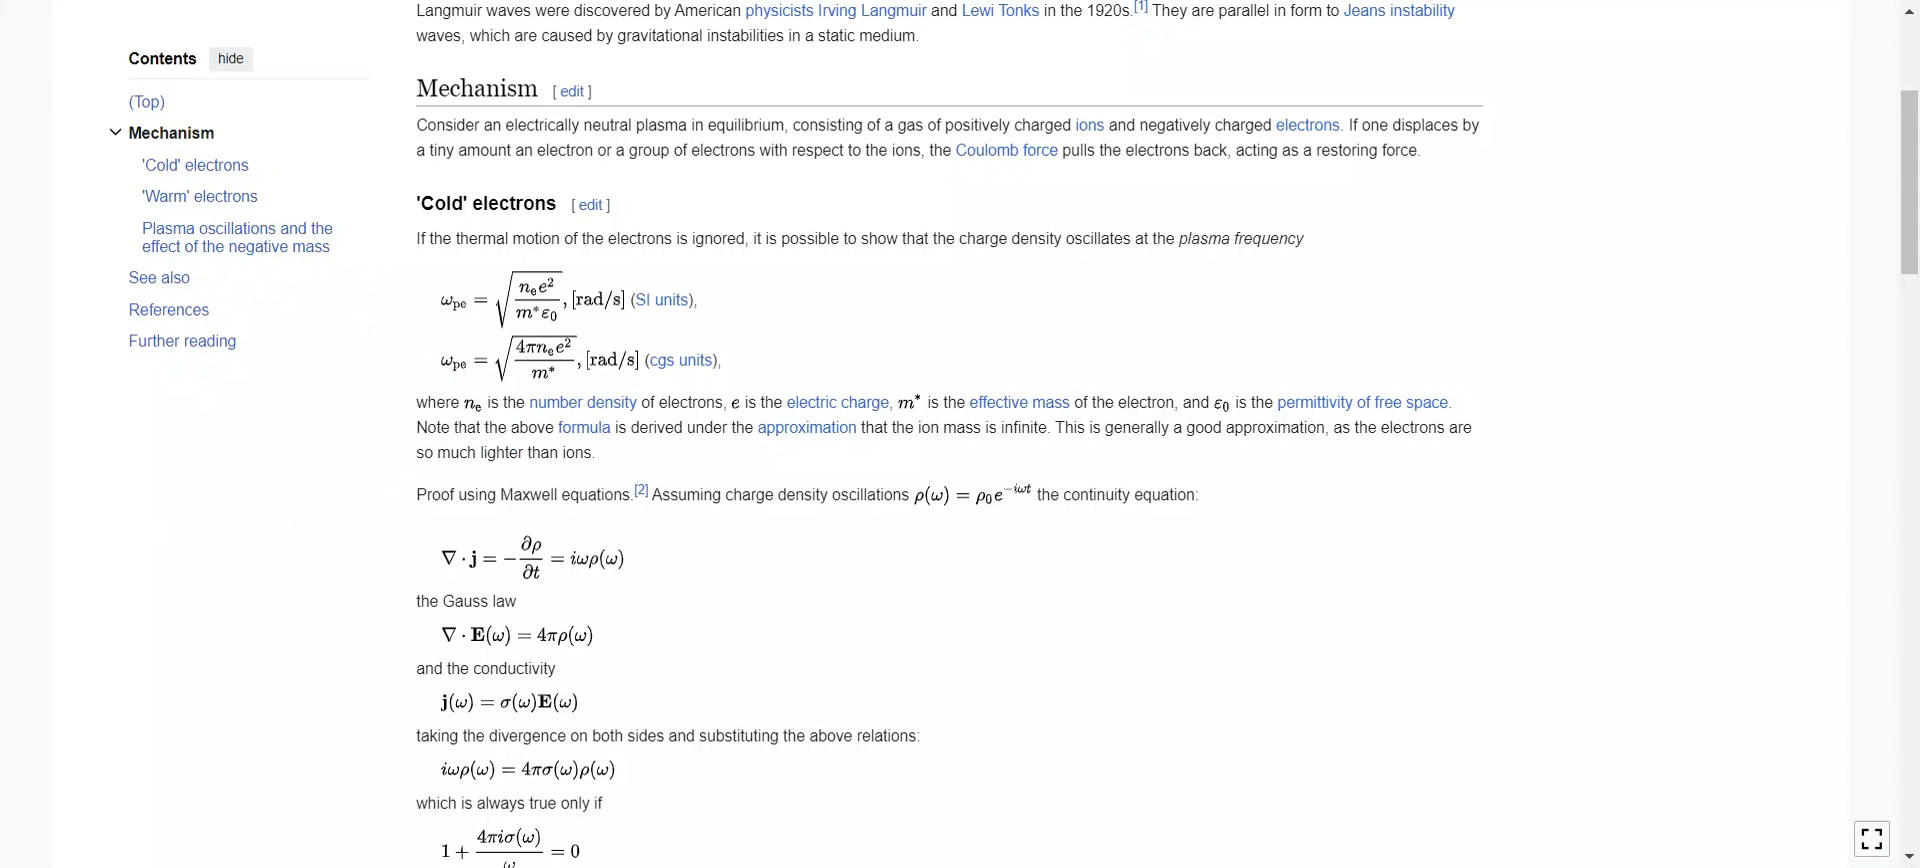 Langmuir waves were discovered by American physicists Irving Langmuir and Lewi Tonks in the 1920s.[1] They are parallel in form to Jeans instability
waves, which are caused by gravitational instabilities in a static medium.
Contents hide
(Top)
Mechanism
'Cold' electrons
'Warm' electrons
Plasma oscillations and the
effect of the negative mass
See also
References
Further reading
Mechanism [ edit ]
Consider an electrically neutral plasma in equilibrium, consisting of a gas of positively charged ions and negatively charged electrons. If one displaces by
a tiny amount an electron or a group of electrons with respect to the ions, the Coulomb force pulls the electrons back, acting as a restoring force.
'Cold' electrons [ edit ]
If the thermal motion of the electrons is ignored, it is possible to show that the charge density oscillates at the plasma frequency
ω_pe = √(n_e e² / m* ε₀), [rad/s] (SI units),
ω_pe = √(4πn_e e² / m*), [rad/s] (cgs units),
where n_e is the number density of electrons, e is the electric charge, m* is the effective mass of the electron, and ε₀ is the permittivity of free space.
Note that the above formula is derived under the approximation that the ion mass is infinite. This is generally a good approximation, as the electrons are
so much lighter than ions.
Proof using Maxwell equations.[2] Assuming charge density oscillations ρ(ω) = ρ₀e^(−iωt) the continuity equation:
∇ · j = −∂ρ/∂t = iωρ(ω)
the Gauss law
∇ · E(ω) = 4πρ(ω)
and the conductivity
j(ω) = σ(ω)E(ω)
taking the divergence on both sides and substituting the above relations:
iωρ(ω) = 4πσ(ω)ρ(ω)
which is always true only if
1 + 4πiσ(ω)/ω = 0